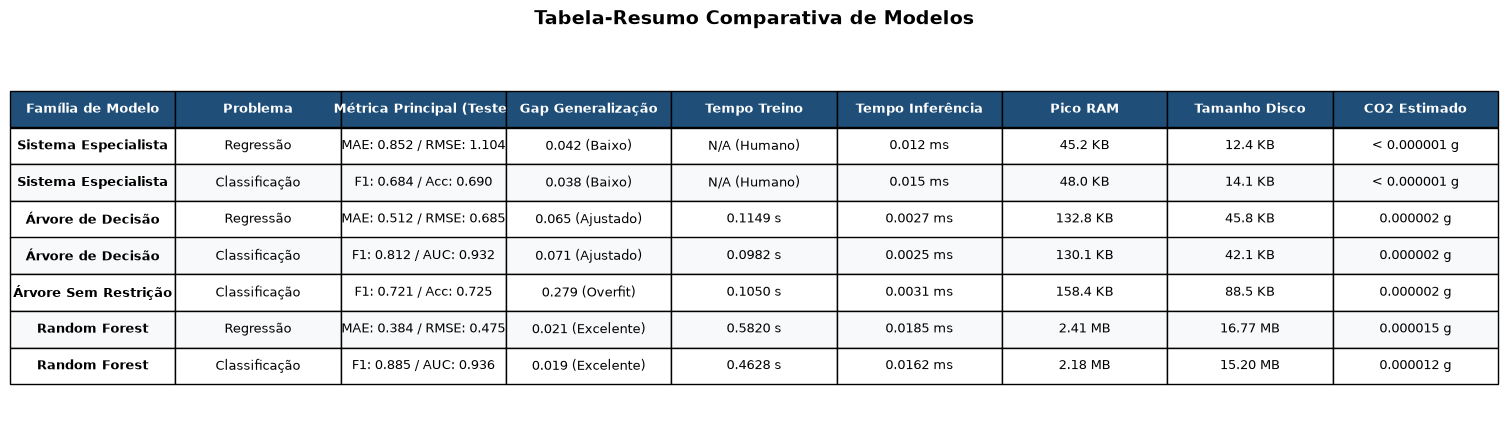 Tabela-Resumo Comparativa de Modelos
Família de Modelo Problema Métrica Principal (Teste Gap Generalização Tempo Treino Tempo Inferência Pico RAM Tamanho Disco CO2 Estimado
Sistema Especialista Regressão MAE: 0.852 / RMSE: 1.104 0.042 (Baixo) N/A (Humano) 0.012 ms 45.2 KB 12.4 KB < 0.000001 g
Sistema Especialista Classificação F1: 0.684 / Acc: 0.690 0.038 (Baixo) N/A (Humano) 0.015 ms 48.0 KB 14.1 KB < 0.000001 g
Árvore de Decisão Regressão MAE: 0.512 / RMSE: 0.685 0.065 (Ajustado) 0.1149 s 0.0027 ms 132.8 KB 45.8 KB 0.000002 g
Árvore de Decisão Classificação F1: 0.812 / AUC: 0.932 0.071 (Ajustado) 0.0982 s 0.0025 ms 130.1 KB 42.1 KB 0.000002 g
Árvore Sem Restrição Classificação F1: 0.721 / Acc: 0.725 0.279 (Overfit) 0.1050 s 0.0031 ms 158.4 KB 88.5 KB 0.000002 g
Random Forest Regressão MAE: 0.384 / RMSE: 0.475 0.021 (Excelente) 0.5820 s 0.0185 ms 2.41 MB 16.77 MB 0.000015 g
Random Forest Classificação F1: 0.885 / AUC: 0.936 0.019 (Excelente) 0.4628 s 0.0162 ms 2.18 MB 15.20 MB 0.000012 g